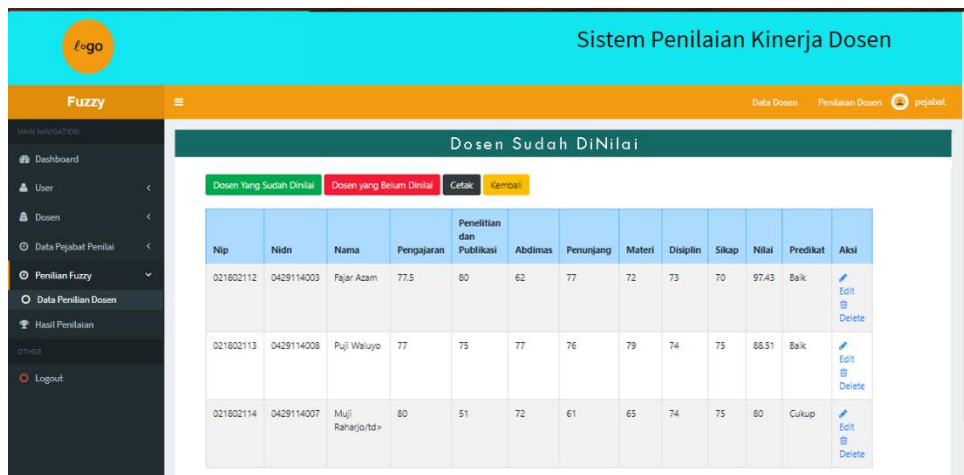 logo
Sistem Penilaian Kinerja Dosen
Fuzzy
Data Dosen Penilaian Dosen pejabat
MAIN NAVIGATION
Dashboard
User
Dosen
Data Pejabat Penilai
Penilian Fuzzy
Data Penilian Dosen
Hasil Penilaian
OTHER
Logout
Dosen Sudah DiNilai
Dosen Yang Sudah Dinilai Dosen yang Belum Dinilai Cetak Kembali
Nip Nidn Nama Pengajaran Penelitian dan Publikasi Abdimas Penunjang Materi Disiplin Sikap Nilai Predikat Aksi
021802112 0429114003 Fajar Azam 77.5 80 62 77 72 73 70 97.43 Baik Edit Delete
021802113 0429114008 Puji Waluyo 77 75 77 76 79 74 75 88.51 Baik Edit Delete
021802114 0429114007 Muji Raharjo/td> 80 51 72 61 65 74 75 80 Cukup Edit Delete